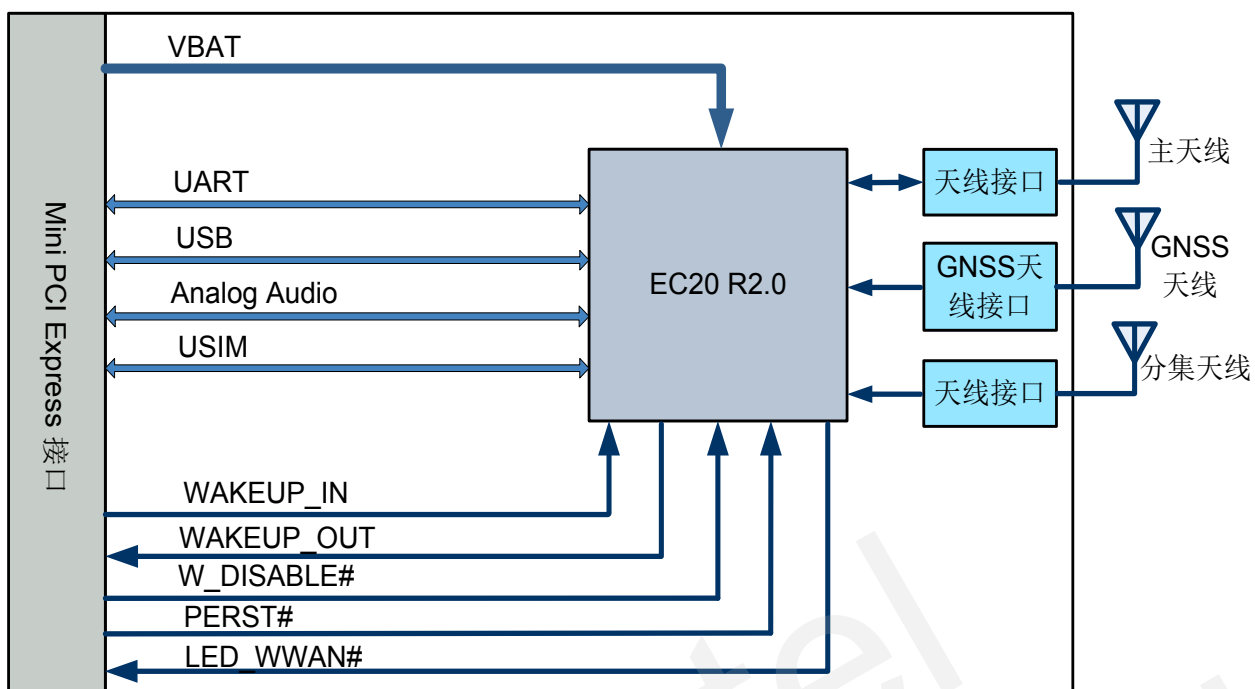 VBAT
UART
USB
Analog Audio
USIM
WAKEUP_IN
WAKEUP_OUT
W_DISABLE#
PERST#
LED_WWAN#
Mini PCI Express 接口
EC20 R2.0
天线接口
主天线
GNSS天
线接口
GNSS
天线
天线接口
分集天线